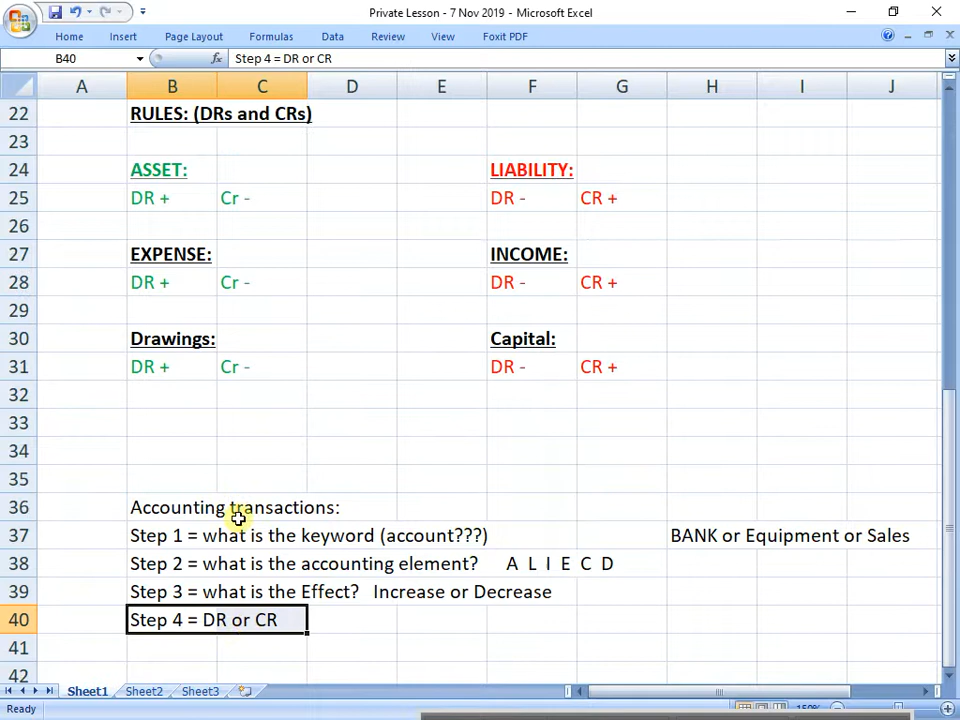 Private Lesson - 7 Nov 2019 - Microsoft Excel
Home Insert Page Layout Formulas Data Review View Foxit PDF
B40 fx Step 4 = DR or CR
A B C D E F G H I J
22 RULES: (DRs and CRs)
23
24 ASSET: LIABILITY:
25 DR + Cr - DR - CR +
26
27 EXPENSE: INCOME:
28 DR + Cr - DR - CR +
29
30 Drawings: Capital:
31 DR + Cr - DR - CR +
32
33
34
35
36 Accounting transactions:
37 Step 1 = what is the keyword (account???) BANK or Equipment or Sales
38 Step 2 = what is the accounting element? A L I E C D
39 Step 3 = what is the Effect? Increase or Decrease
40 Step 4 = DR or CR
41
42
Sheet1 Sheet2 Sheet3
Ready 150%